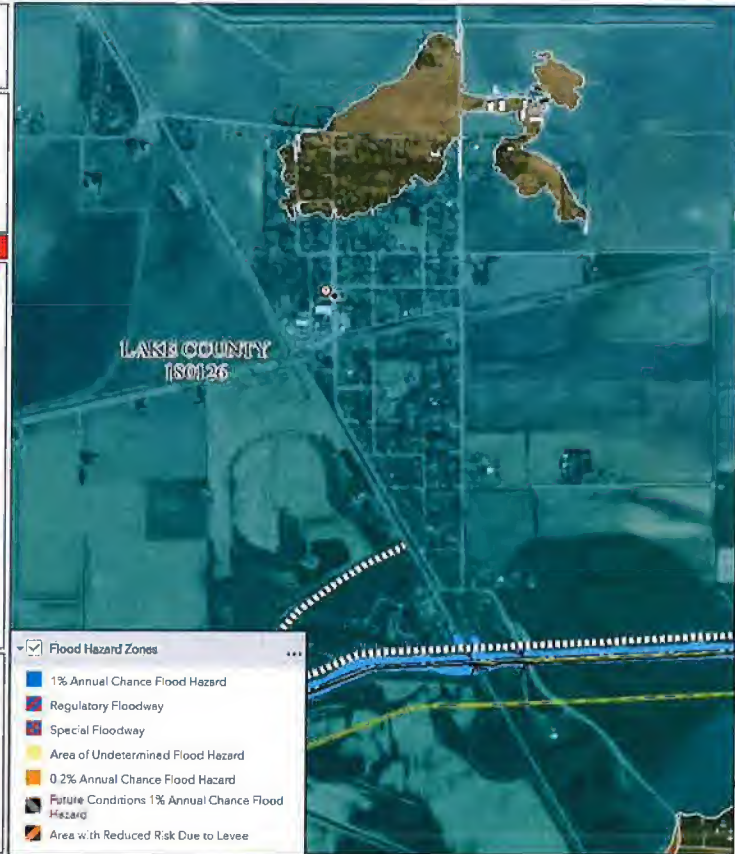 LAKE COUNTY
180126
Flood Hazard Zones
1% Annual Chance Flood Hazard
Regulatory Floodway
Special Floodway
Area of Undetermined Flood Hazard
0.2% Annual Chance Flood Hazard
Future Conditions 1% Annual Chance Flood
Hazard
Area with Reduced Risk Due to Levee